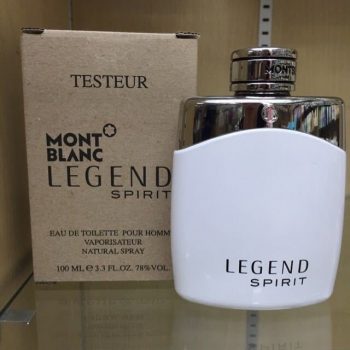 TESTEUR
MONT
BLANC
LEGEND
SPIRIT
EAU DE TOILETTE POUR HOMME
VAPORISATEUR
NATURAL SPRAY
100 ML e 3.3 FL.OZ. 78% VOL.
MONT
LEGEND
SPIRIT